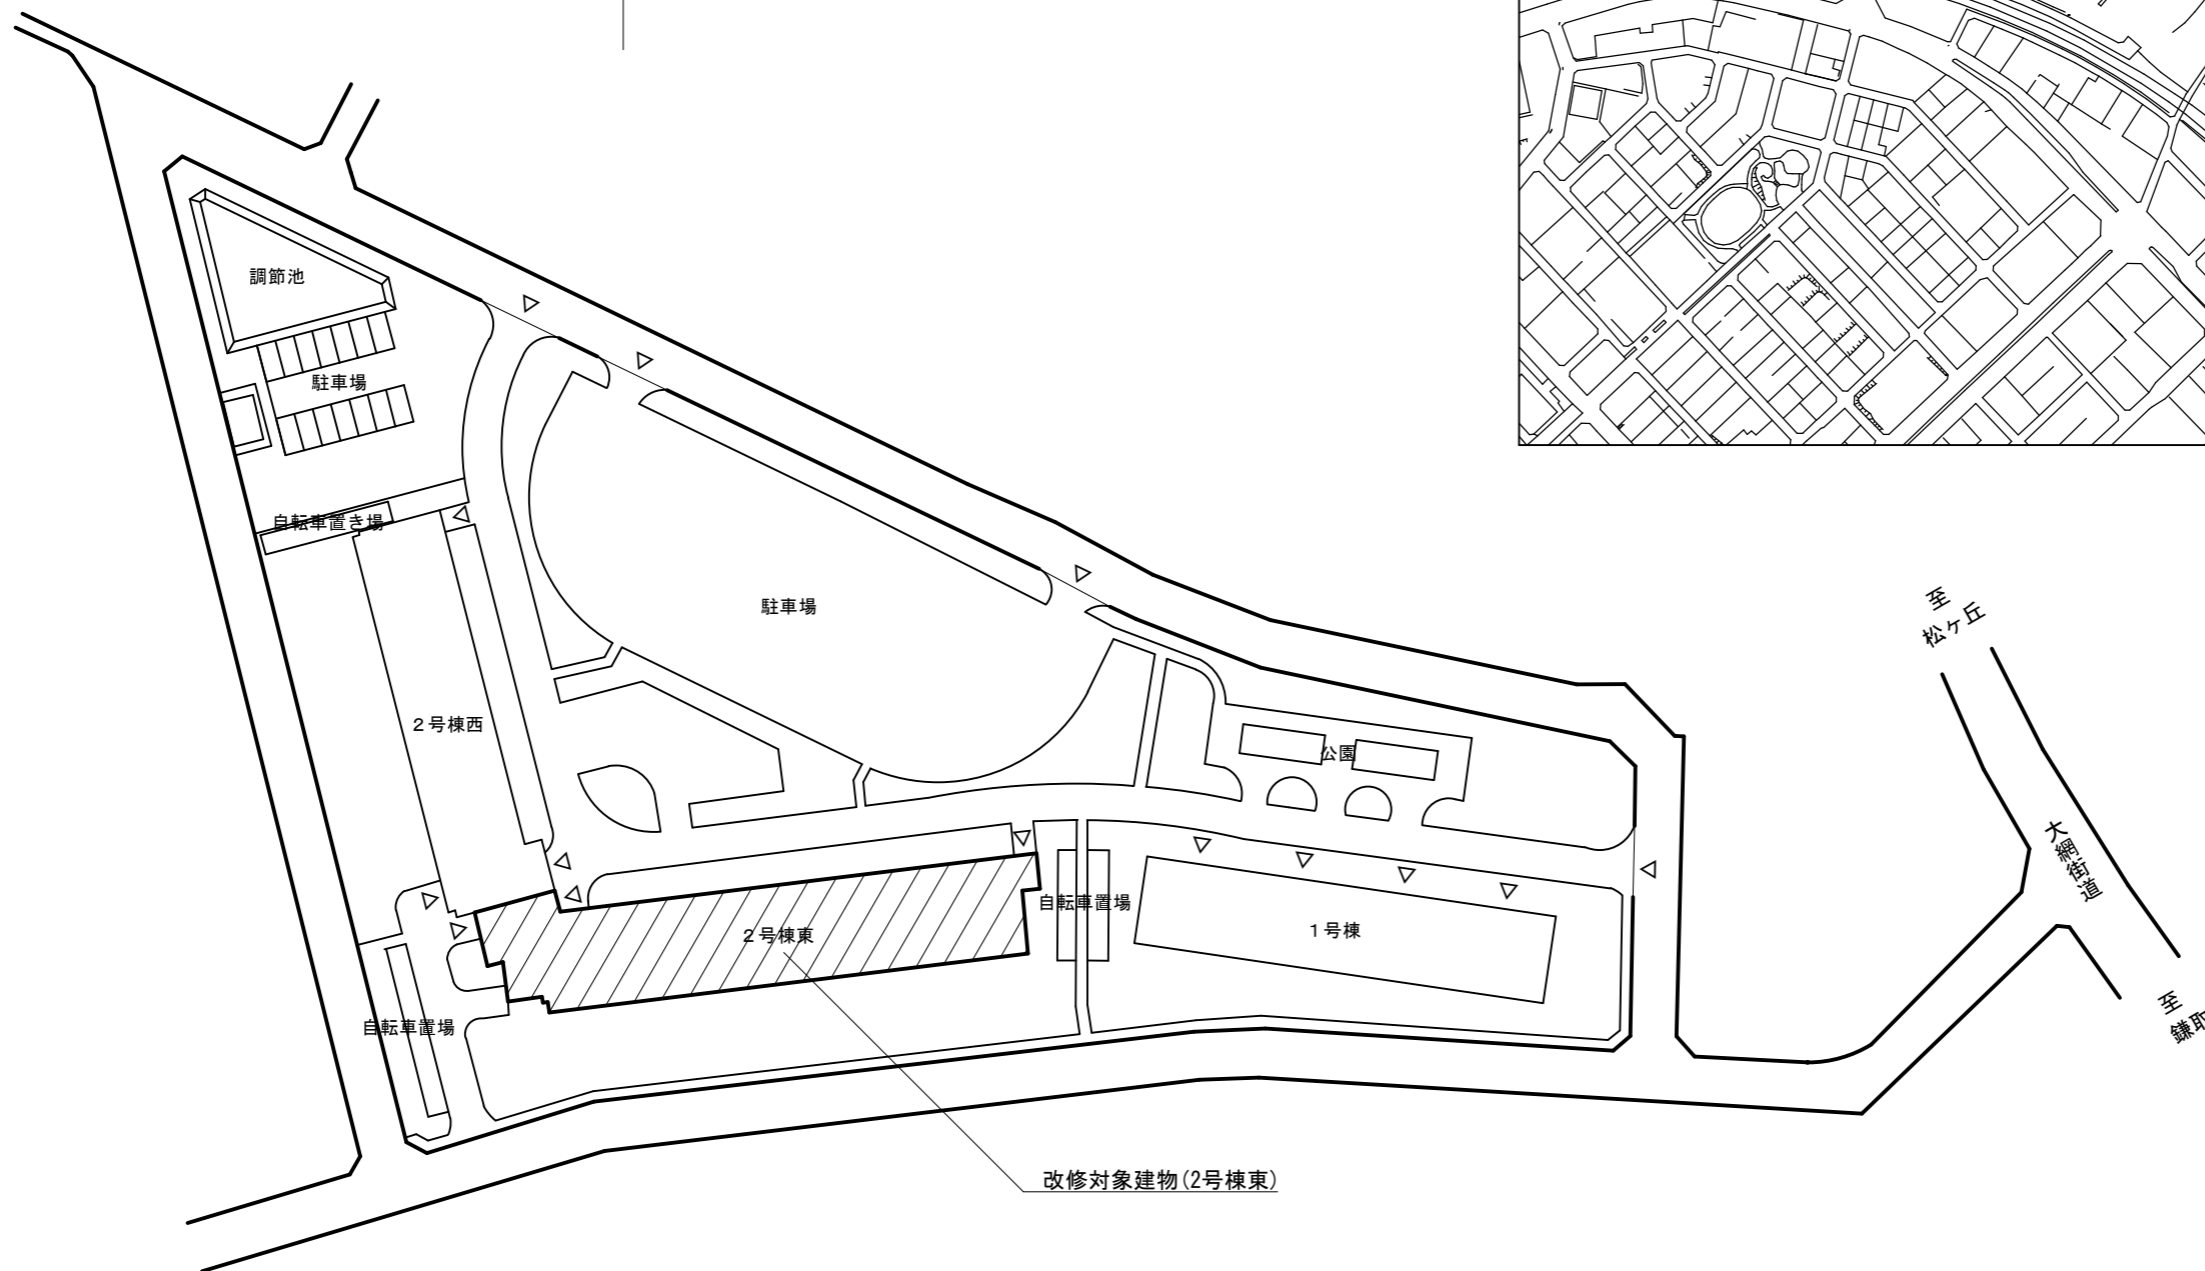 調節池
駐車場
自転車置き場
駐車場
至
松ヶ丘
2号棟西
公園
大網街道
自転車置場
2号棟東
1号棟
至
鎌取
自転車置場
改修対象建物(2号棟東)